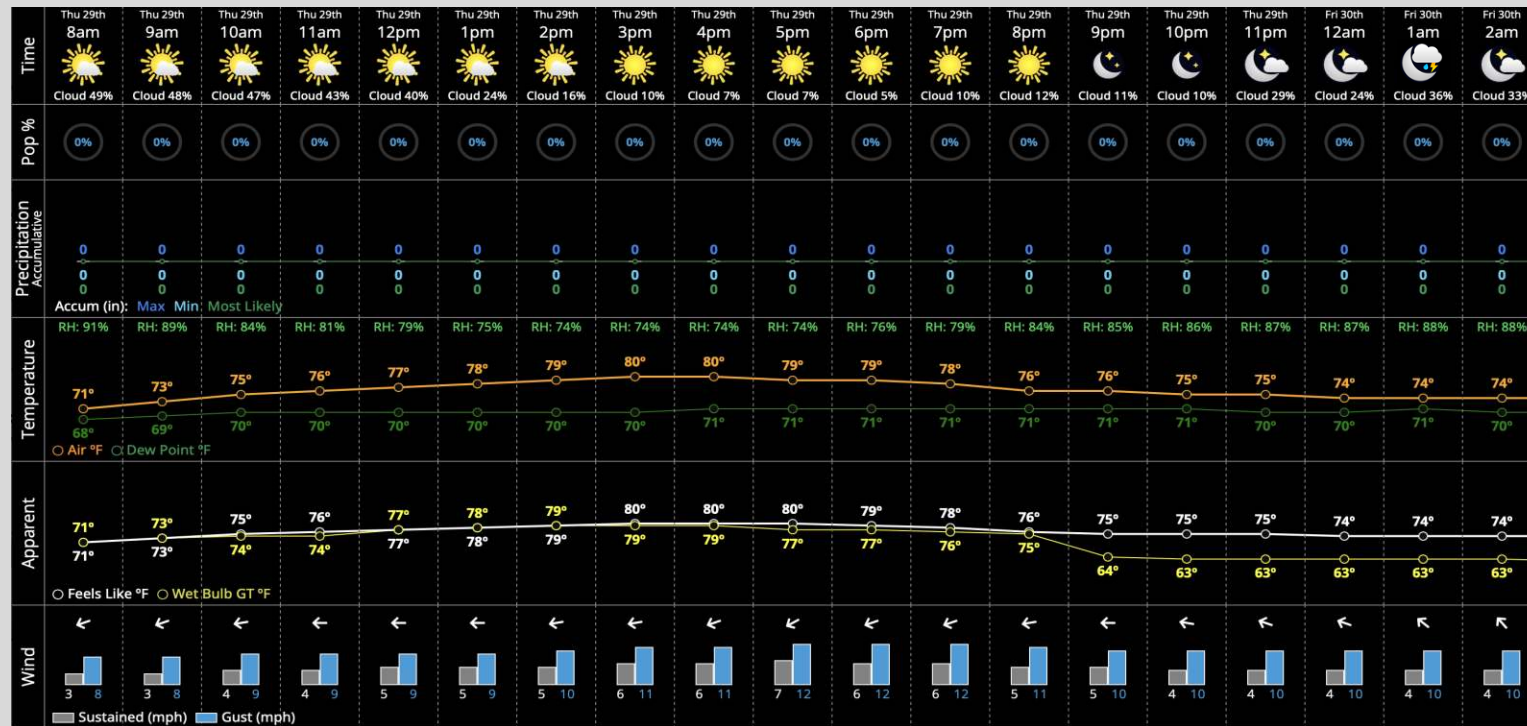 Time
Thu 29th Thu 29th Thu 29th Thu 29th Thu 29th Thu 29th Thu 29th Thu 29th Thu 29th Thu 29th Thu 29th Thu 29th Thu 29th Thu 29th Thu 29th Thu 29th Fri 30th Fri 30th Fri 30th
8am 9am 10am 11am 12pm 1pm 2pm 3pm 4pm 5pm 6pm 7pm 8pm 9pm 10pm 11pm 12am 1am 2am
Cloud 49% Cloud 48% Cloud 47% Cloud 43% Cloud 40% Cloud 24% Cloud 16% Cloud 10% Cloud 7% Cloud 7% Cloud 5% Cloud 10% Cloud 12% Cloud 11% Cloud 10% Cloud 29% Cloud 24% Cloud 36% Cloud 33%
Pop %
0% 0% 0% 0% 0% 0% 0% 0% 0% 0% 0% 0% 0% 0% 0% 0% 0% 0% 0%
Precipitation
Accumulative
0 0 0 0 0 0 0 0 0 0 0 0 0 0 0 0 0 0 0
0 0 0 0 0 0 0 0 0 0 0 0 0 0 0 0 0 0 0
0 0 0 0 0 0 0 0 0 0 0 0 0 0 0 0 0 0 0
Accum (in): Max Min Most Likely
Temperature
RH: 91% RH: 89% RH: 84% RH: 81% RH: 79% RH: 75% RH: 74% RH: 74% RH: 74% RH: 74% RH: 76% RH: 79% RH: 84% RH: 85% RH: 86% RH: 87% RH: 87% RH: 88% RH: 88%
71° 73° 75° 76° 77° 78° 79° 80° 80° 79° 79° 78° 76° 76° 75° 75° 74° 74° 74°
68° 69° 70° 70° 70° 70° 70° 70° 71° 71° 71° 71° 71° 71° 71° 70° 70° 71° 70°
Air °F Dew Point °F
Apparent
71° 73° 75° 76° 77° 78° 79° 80° 80° 80° 79° 78° 76° 75° 75° 75° 74° 74° 74°
71° 73° 74° 74° 77° 78° 79° 79° 79° 77° 77° 76° 75° 64° 63° 63° 63° 63° 63°
Feels Like °F Wet Bulb GT °F
Wind
3 8 3 8 4 9 4 9 5 9 5 9 5 10 6 11 6 11 7 12 6 12 6 12 5 11 5 10 4 10 4 10 4 10 4 10 4 10
Sustained (mph) Gust (mph)